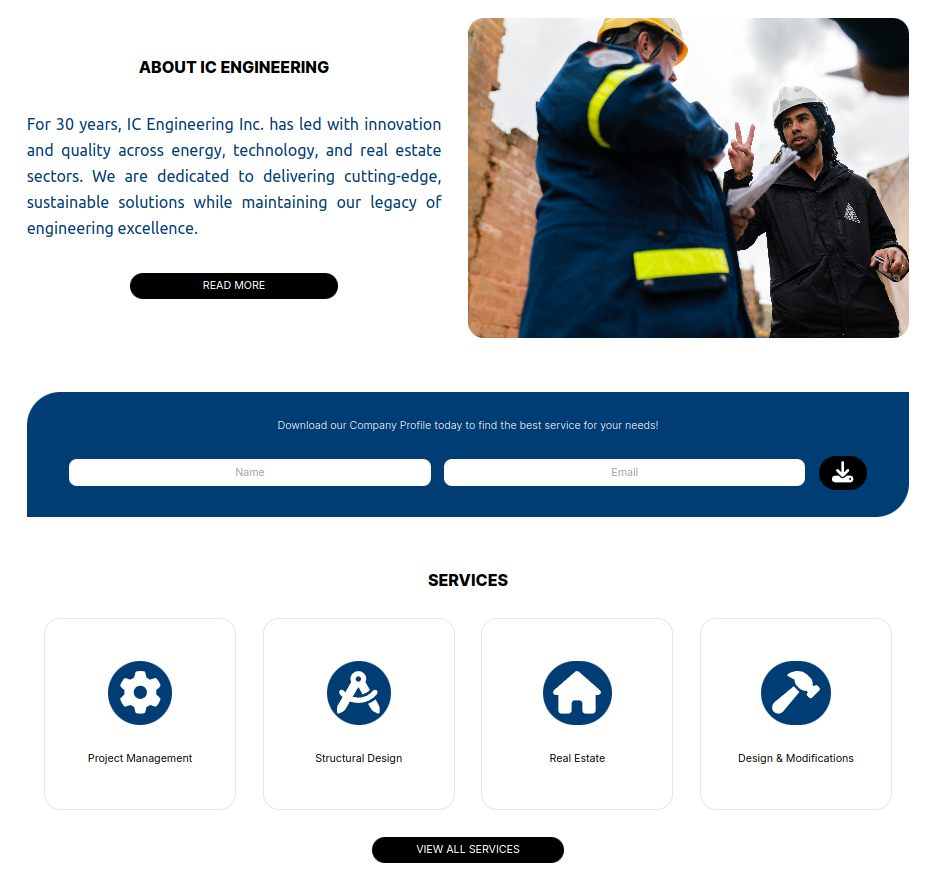 ABOUT IC ENGINEERING
For 30 years, IC Engineering Inc. has led with innovation
and quality across energy, technology, and real estate
sectors. We are dedicated to delivering cutting-edge,
sustainable solutions while maintaining our legacy of
engineering excellence.
READ MORE
Download our Company Profile today to find the best service for your needs!
Name
Email
SERVICES
Project Management
Structural Design
Real Estate
Design & Modifications
VIEW ALL SERVICES